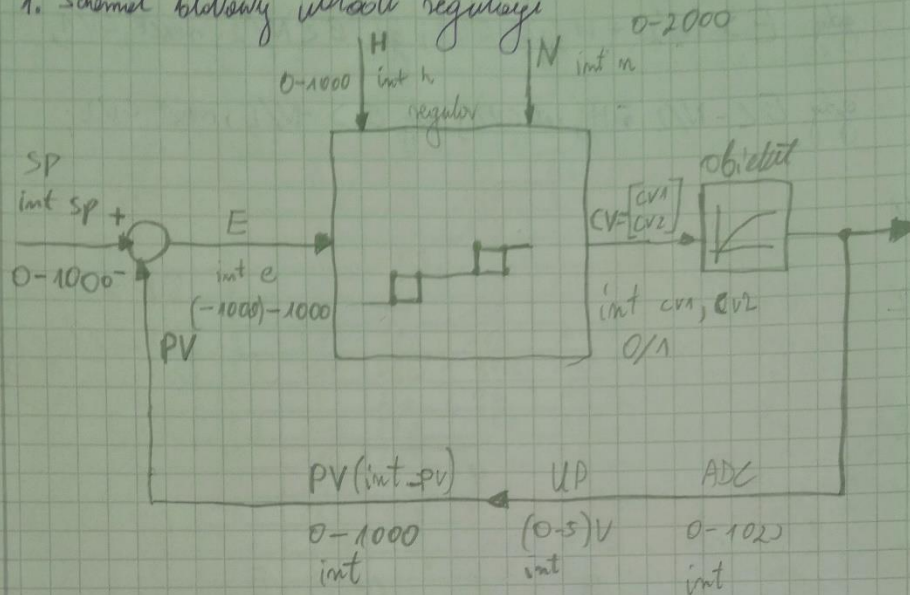 1. Schemat blokowy układu regulacji
0-2000
H
N
int n
0-1000
int h
regulator
SP
Obiekt
int sp
+
E
CV=[CV1
CV2]
0-1000
-
int e
(-1000)-1000
int cv1, cv2
0/1
PV
PV(int_pv)
UP
ADC
0-1000
(0-5)V
0-1023
int
int
int